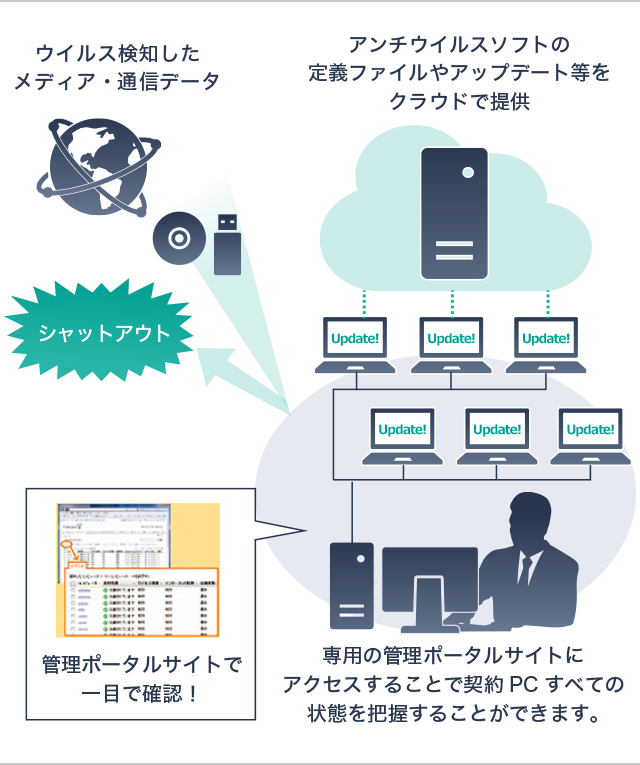 ウイルス検知した
メディア・通信データ
アンチウイルスソフトの
定義ファイルやアップデート等を
クラウドで提供
シャットアウト
Update!
Update!
Update!
Update!
Update!
Update!
管理ポータルサイトで
一目で確認！
専用の管理ポータルサイトに
アクセスすることで契約 PC すべての
状態を把握することができます。